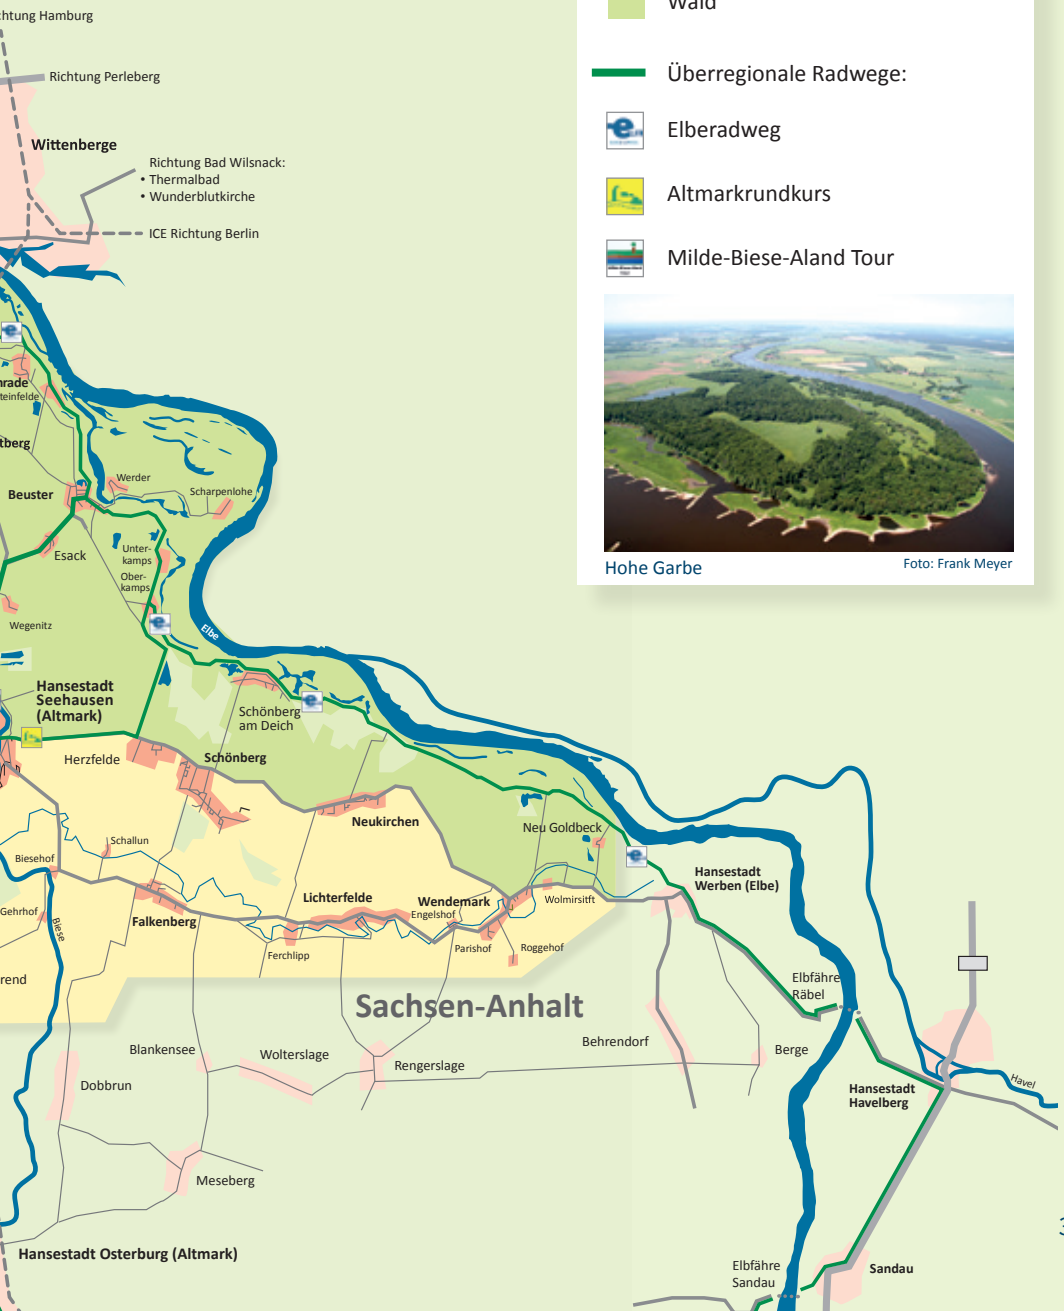 Richtung Perleberg
Wittenberge
Richtung Bad Wilsnack:
• Thermalbad
• Wunderblutkirche
ICE Richtung Berlin
Wald
Überregionale Radwege:
Elberadweg
Altmarkrundkurs
Milde-Biese-Aland Tour
Hohe Garbe
Foto: Frank Meyer
Beuster
Werder
Scharpenlohe
Esack
Unter-
kamps
Ober-
kamps
Wegenitz
Elbe
Hansestadt
Seehausen
(Altmark)
Schönberg
am Deich
Herzfelde
Schönberg
Neukirchen
Neu Goldbeck
Schallun
Biesehof
Hansestadt
Werben (Elbe)
Lichterfelde
Wendemark
Engelshof
Wolmirsitft
Gehrhof
Biese
Falkenberg
Ferchlipp
Parishof
Roggehof
Elbfähre
Räbel
Sachsen-Anhalt
Blankensee
Wolterslage
Rengerslage
Behrendorf
Berge
Dobbrun
Hansestadt
Havelberg
Havel
Meseberg
Hansestadt Osterburg (Altmark)
Elbfähre
Sandau
Sandau